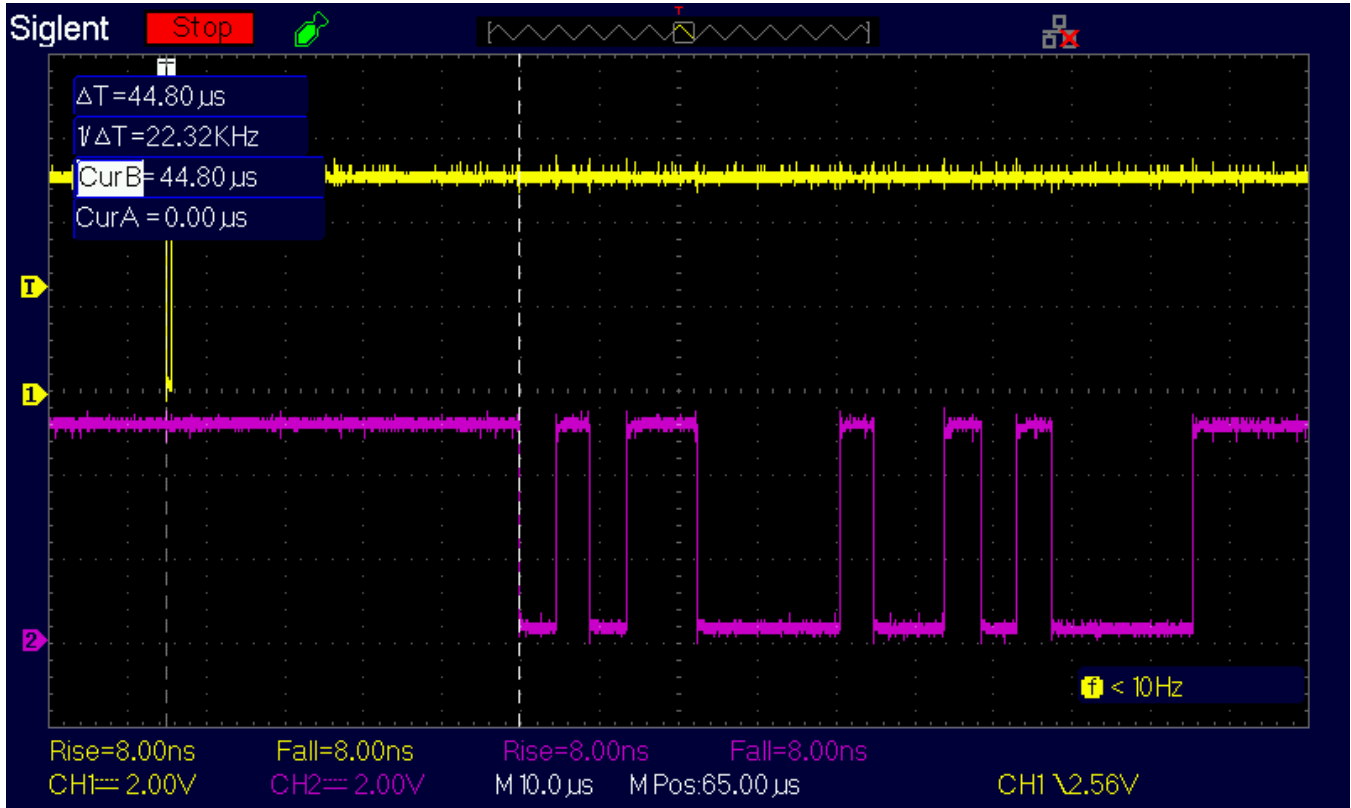 Siglent Stop T
T
△T=44.80µs
1/△T=22.32KHz
CurB=44.80µs
CurA=0.00µs
T
1
2
f < 10Hz
Rise=8.00ns Fall=8.00ns Rise=8.00ns Fall=8.00ns
CH1 2.00V CH2 2.00V M 10.0µs M Pos:65.00µs CH1 2.56V